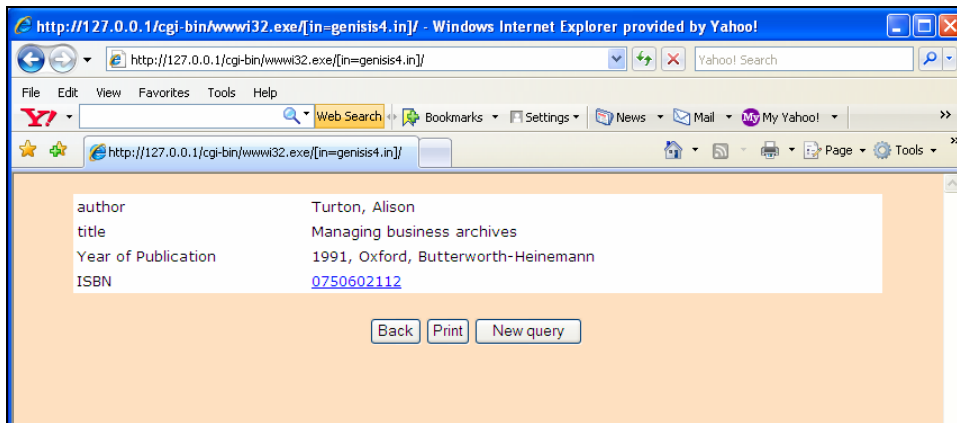 http://127.0.0.1/cgi-bin/wwwi32.exe/[in=genisis4.in]/ - Windows Internet Explorer provided by Yahoo!
http://127.0.0.1/cgi-bin/wwwi32.exe/[in=genisis4.in]/ Yahoo! Search
File Edit View Favorites Tools Help
Y! Web Search Bookmarks Settings News Mail My My Yahoo! »
http://127.0.0.1/cgi-bin/wwwi32.exe/[in=genisis4.in]/ Page Tools »
author Turton, Alison
title Managing business archives
Year of Publication 1991, Oxford, Butterworth-Heinemann
ISBN 0750602112
Back Print New query